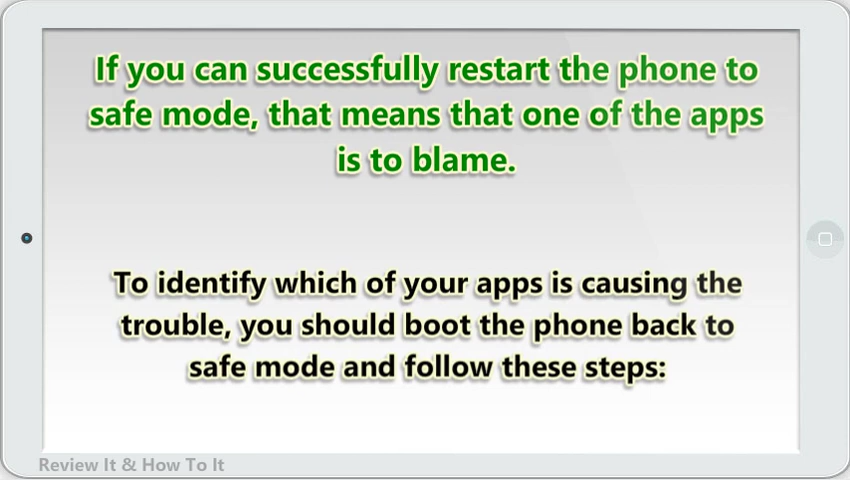 If you can successfully restart the phone to
safe mode, that means that one of the apps
is to blame.
To identify which of your apps is causing the
trouble, you should boot the phone back to
safe mode and follow these steps:
Review It & How To It